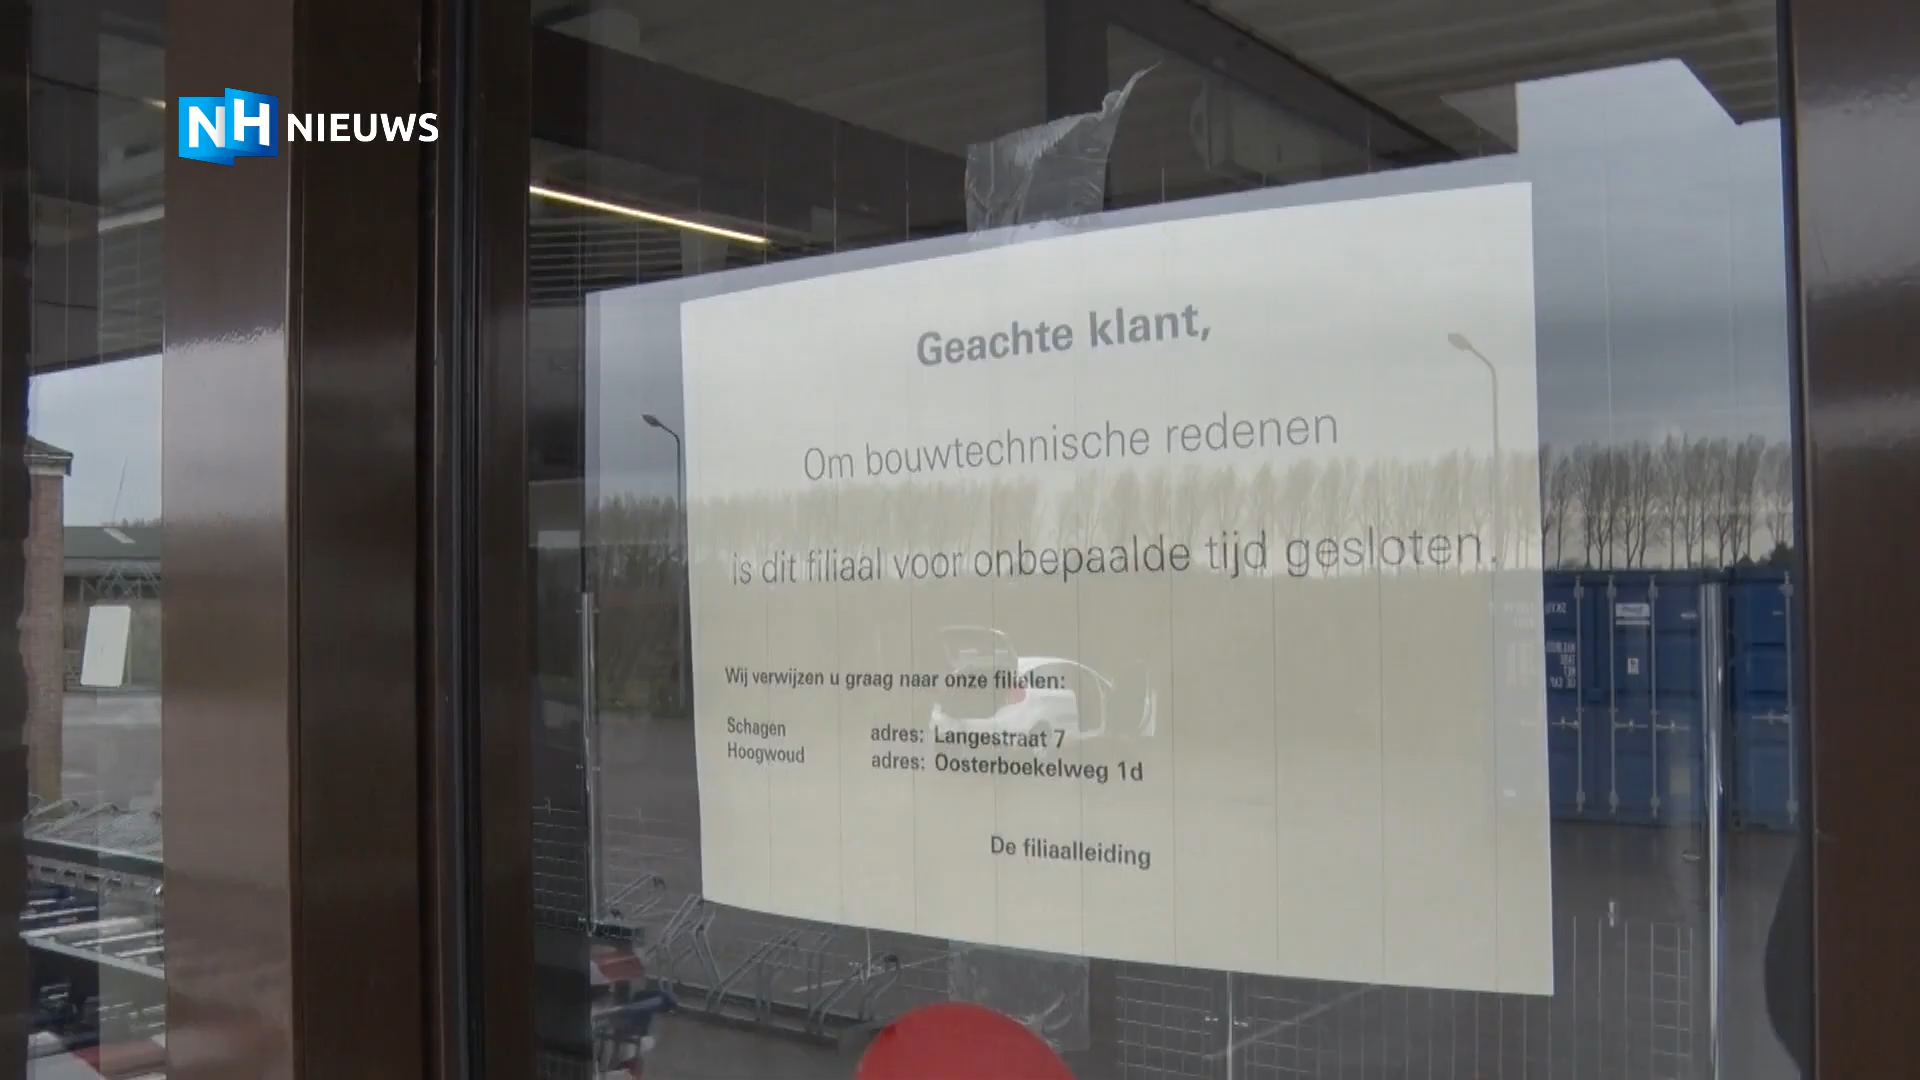 NH NIEUWS
Geachte klant,
Om bouwtechnische redenen
is dit filiaal voor onbepaalde tijd gesloten.
Wij verwijzen u graag naar onze filielen:
Schagen adres: Langestraat 7
Hoogwoud adres: Oosterboekelweg 1d
De filiaalleiding